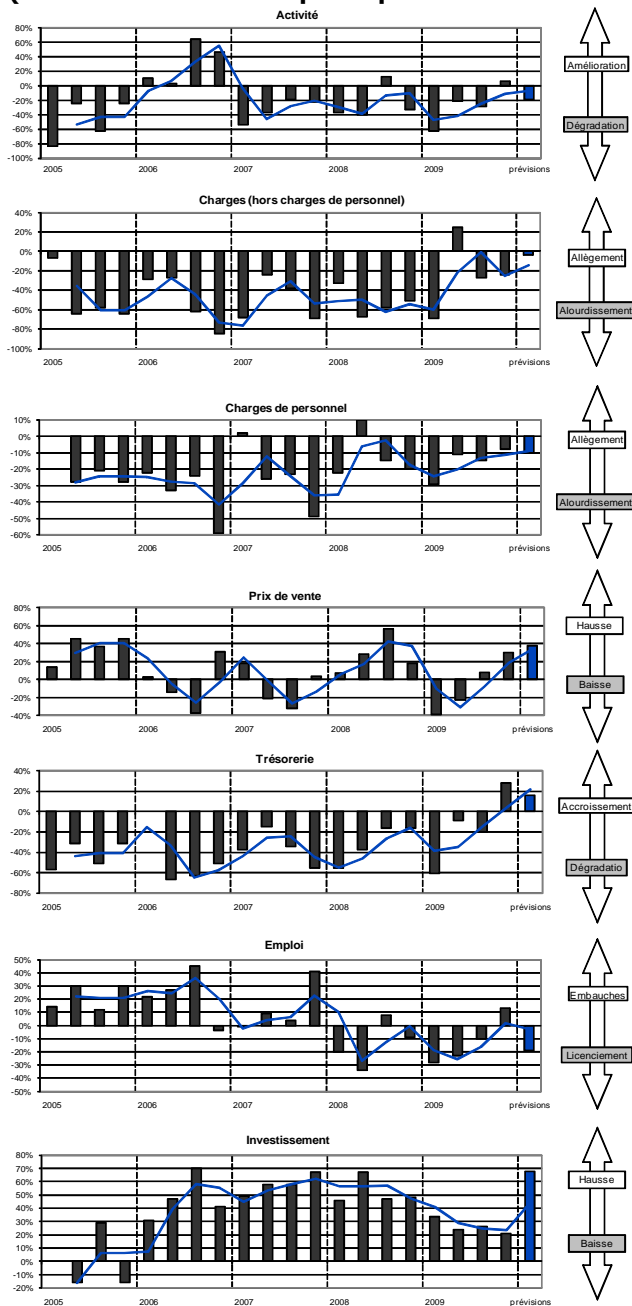 Activité
80%
60%
40%
20%
0%
-20%
-40%
-60%
-80%
-100%
2005 2006 2007 2008 2009 prévisions
Amélioration
Dégradation
Charges (hors charges de personnel)
40%
20%
0%
-20%
-40%
-60%
-80%
-100%
2005 2006 2007 2008 2009 prévisions
Allègement
Alourdissement
Charges de personnel
10%
0%
-10%
-20%
-30%
-40%
-50%
-60%
2005 2006 2007 2008 2009 prévisions
Allègement
Alourdissement
Prix de vente
80%
60%
40%
20%
0%
-20%
-40%
2005 2006 2007 2008 2009 prévisions
Hausse
Baisse
Trésorerie
40%
20%
0%
-20%
-40%
-60%
-80%
2005 2006 2007 2008 2009 prévisions
Accroissement
Dégradatio
Emploi
50%
40%
30%
20%
10%
0%
-10%
-20%
-30%
-40%
-50%
2005 2006 2007 2008 2009 prévisions
Embauches
Licenciement
Investissement
80%
70%
60%
50%
40%
30%
20%
10%
0%
-10%
-20%
2005 2006 2007 2008 2009 prévisions
Hausse
Baisse